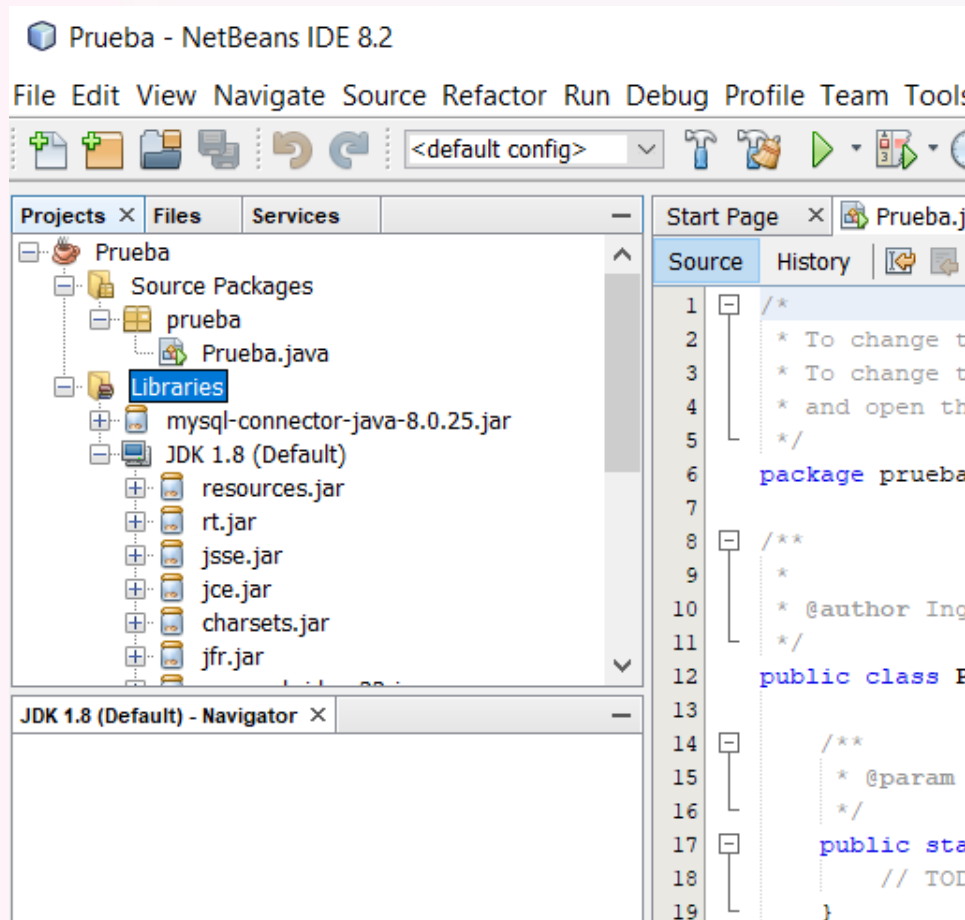 Prueba - NetBeans IDE 8.2
File Edit View Navigate Source Refactor Run Debug Profile Team Tools
<default config>
Projects Files Services
Prueba
Source Packages
prueba
Prueba.java
Libraries
mysql-connector-java-8.0.25.jar
JDK 1.8 (Default)
resources.jar
rt.jar
jsse.jar
jce.jar
charsets.jar
jfr.jar
JDK 1.8 (Default) - Navigator
Start Page Prueba.j
Source History
1 /*
2 * To change t
3 * To change t
4 * and open th
5 */
6 package prueba
7
8 /**
9 *
10 * @author Ing
11 */
12 public class P
13
14 /**
15 * @param
16 */
17 public sta
18 // TOD
19 }